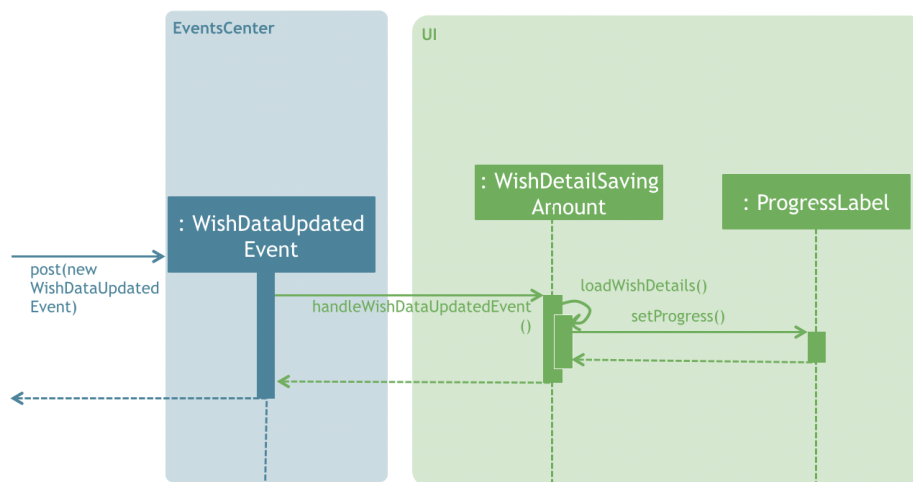 EventsCenter
UI
: WishDetailSaving
Amount
: ProgressLabel
: WishDataUpdated
Event
post(new
WishDataUpdated
Event)
loadWishDetails()
handleWishDataUpdatedEvent
()
setProgress()